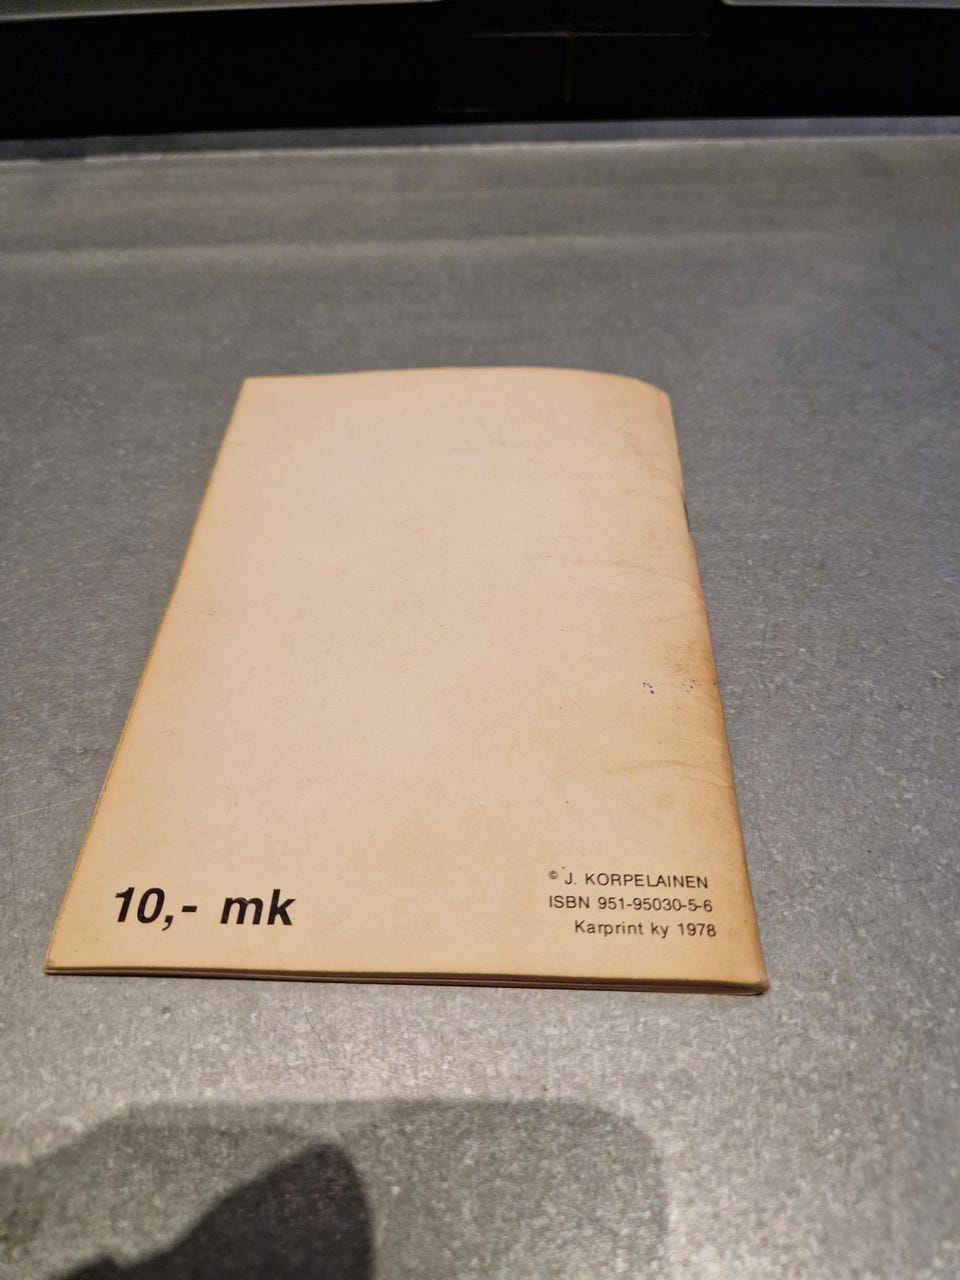 10,- mk
© J. KORPELAINEN
ISBN 951-95030-5-6
Karprint ky 1978